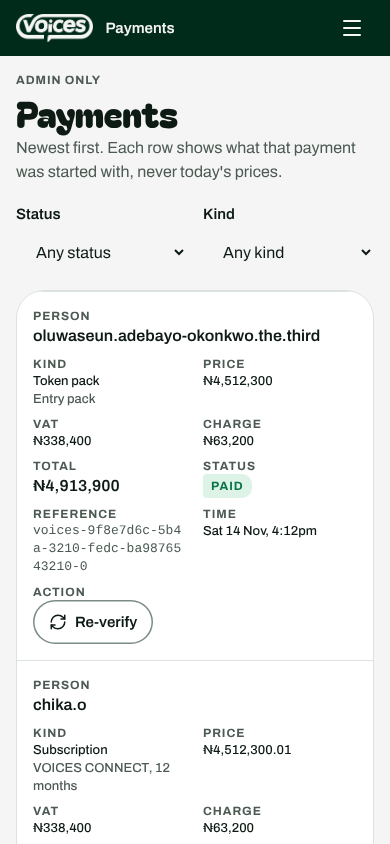 voices Payments
ADMIN ONLY
Payments
Newest first. Each row shows what that payment
was started with, never today's prices.
Status Kind
Any status Any kind
PERSON
oluwaseun.adebayo-okonkwo.the.third
KIND PRICE
Token pack ₦4,512,300
Entry pack
VAT CHARGE
₦338,400 ₦63,200
TOTAL STATUS
₦4,913,900 PAID
REFERENCE TIME
voices-9f8e7d6c-5b4 Sat 14 Nov, 4:12pm
a-3210-fedc-ba98765
43210-0
ACTION
Re-verify
PERSON
chika.o
KIND PRICE
Subscription ₦4,512,300.01
VOICES CONNECT, 12
months
VAT CHARGE
₦338,400 ₦63,200